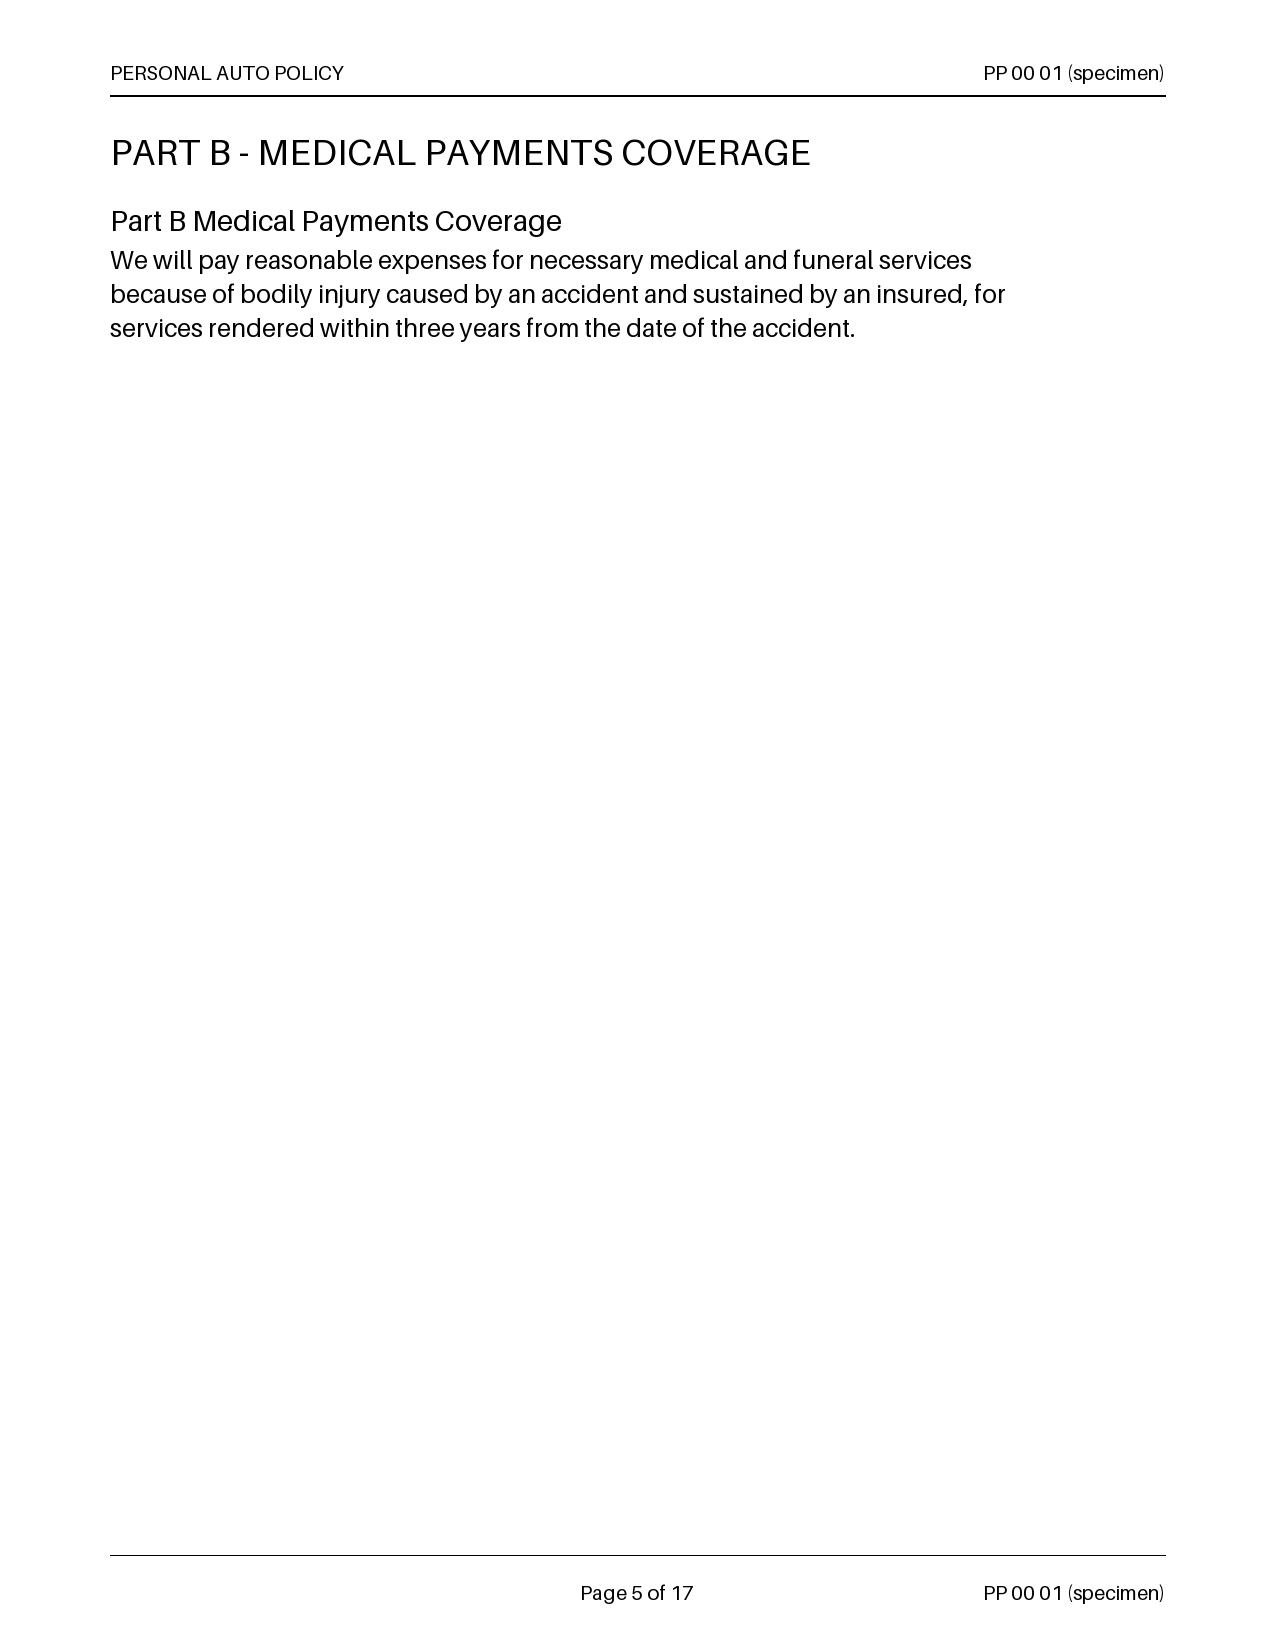 PERSONAL AUTO POLICY PP 00 01 (specimen)
PART B - MEDICAL PAYMENTS COVERAGE
Part B Medical Payments Coverage
We will pay reasonable expenses for necessary medical and funeral services
because of bodily injury caused by an accident and sustained by an insured, for
services rendered within three years from the date of the accident.
Page 5 of 17 PP 00 01 (specimen)